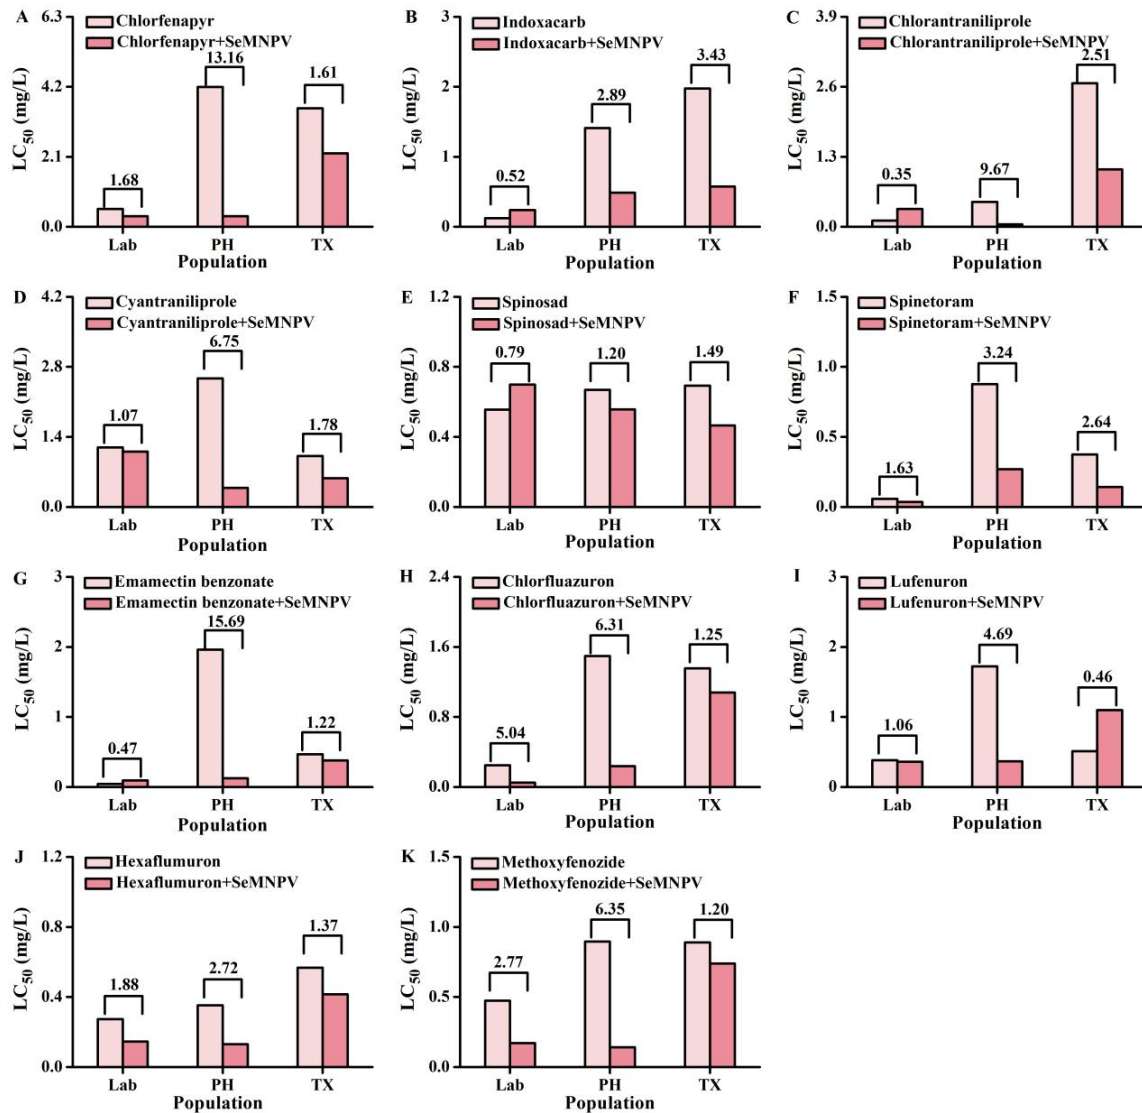 A
Chlorfenapyr
Chlorfenapyr+SeMNPV
LC50 (mg/L)
6.3
4.2
2.1
0.0
1.68
13.16
1.61
Lab PH TX
Population
B
Indoxacarb
Indoxacarb+SeMNPV
LC50 (mg/L)
3
2
1
0
0.52
2.89
3.43
Lab PH TX
Population
C
Chlorantraniliprole
Chlorantraniliprole+SeMNPV
LC50 (mg/L)
3.9
2.6
1.3
0.0
0.35
9.67
2.51
Lab PH TX
Population
D
Cyantraniliprole
Cyantraniliprole+SeMNPV
LC50 (mg/L)
4.2
2.8
1.4
0.0
1.07
6.75
1.78
Lab PH TX
Population
E
Spinosad
Spinosad+SeMNPV
LC50 (mg/L)
1.2
0.8
0.4
0.0
0.79
1.20
1.49
Lab PH TX
Population
F
Spinetoram
Spinetoram+SeMNPV
LC50 (mg/L)
1.5
1.0
0.5
0.0
1.63
3.24
2.64
Lab PH TX
Population
G
Emamectin benzonate
Emamectin benzonate+SeMNPV
LC50 (mg/L)
3
2
1
0
0.47
15.69
1.22
Lab PH TX
Population
H
Chlorfluazuron
Chlorfluazuron+SeMNPV
LC50 (mg/L)
2.4
1.6
0.8
0.0
5.04
6.31
1.25
Lab PH TX
Population
I
Lufenuron
Lufenuron+SeMNPV
LC50 (mg/L)
3
2
1
0
1.06
4.69
0.46
Lab PH TX
Population
J
Hexaflumuron
Hexaflumuron+SeMNPV
LC50 (mg/L)
1.2
0.8
0.4
0.0
1.88
2.72
1.37
Lab PH TX
Population
K
Methoxyfenozide
Methoxyfenozide+SeMNPV
LC50 (mg/L)
1.5
1.0
0.5
0.0
2.77
6.35
1.20
Lab PH TX
Population